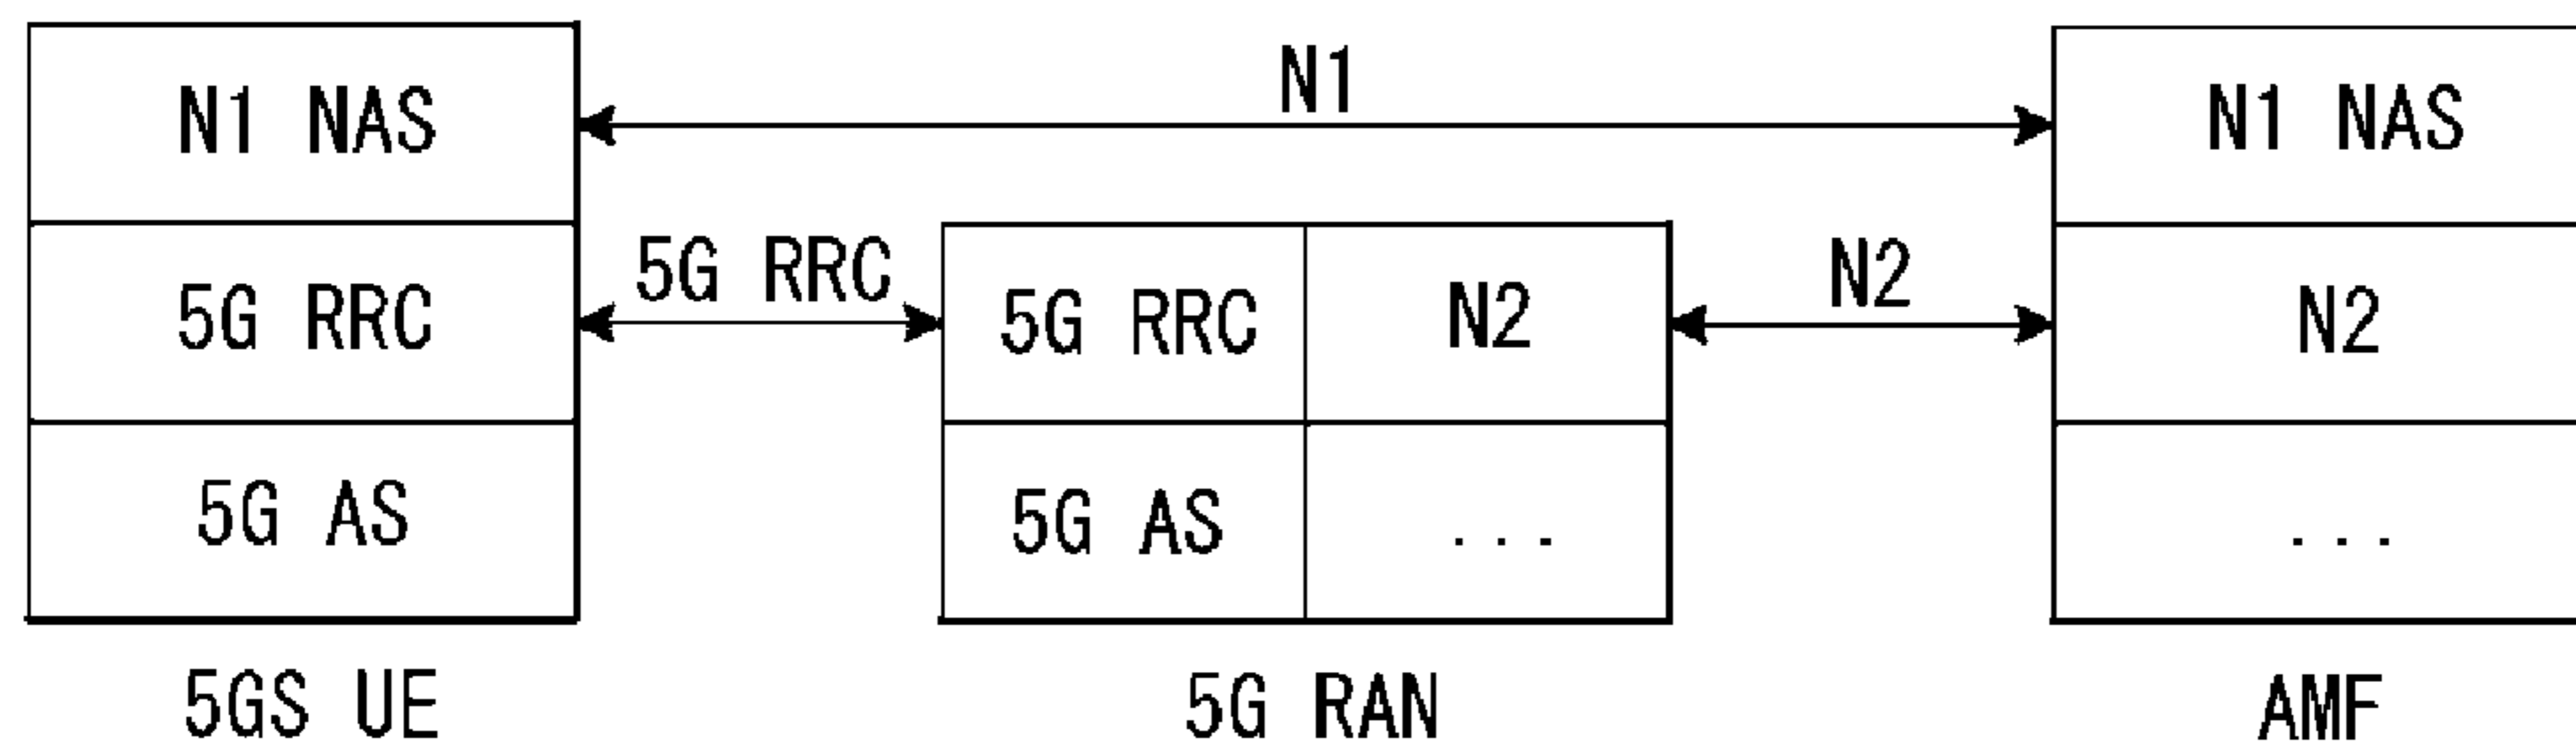 N1
N1 NAS
N1 NAS
5G RRC
N2
5G RRC
5G RRC
N2
N2
5G AS
5G AS
...
...
5GS UE
5G RAN
AMF